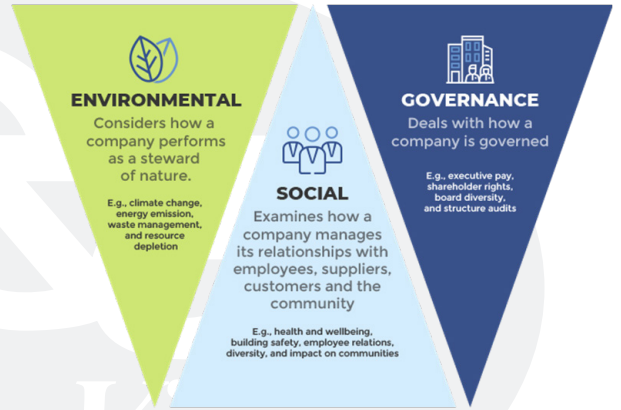 ENVIRONMENTAL
Considers how a
company performs
as a steward
of nature.
E.g., climate change,
energy emission,
waste management,
and resource
depletion
SOCIAL
Examines how a
company manages
its relationships with
employees, suppliers,
customers and the
community
E.g., health and wellbeing,
building safety, employee relations,
diversity, and impact on communities
GOVERNANCE
Deals with how a
company is governed
E.g., executive pay,
shareholder rights,
board diversity,
and structure audits